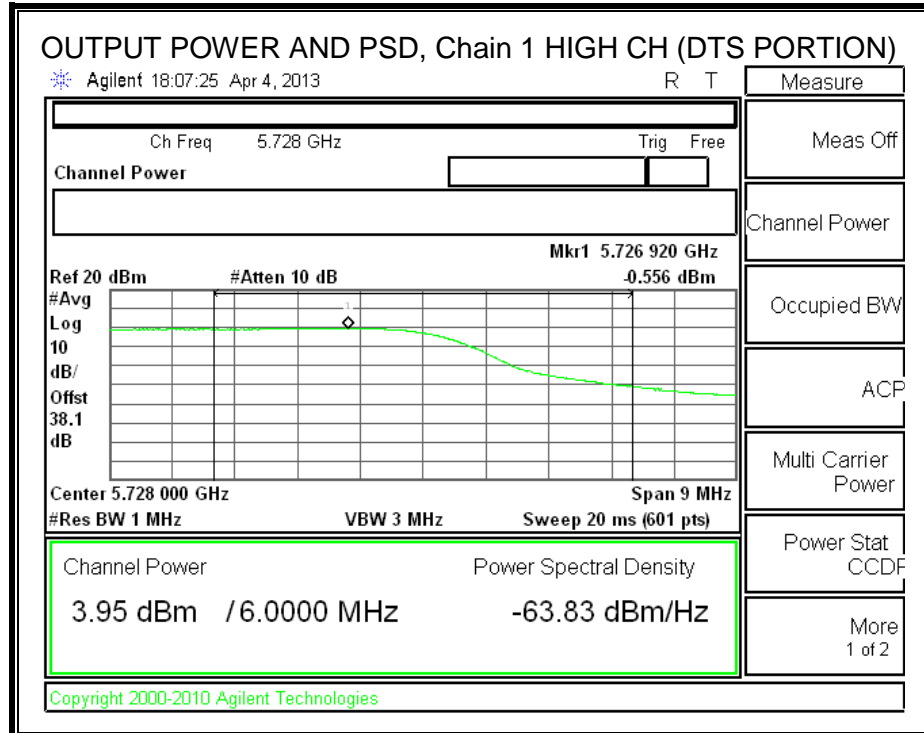 OUTPUT POWER AND PSD, Chain 1 HIGH CH (DTS PORTION)
Agilent 18:07:25 Apr 4, 2013 R T
Measure
Ch Freq 5.728 GHz Trig Free
Channel Power
Mkr1 5.726 920 GHz
Ref 20 dBm #Atten 10 dB -0.556 dBm
#Avg
Log
10
dB/
Offst
38.1
dB
1
Center 5.728 000 GHz Span 9 MHz
#Res BW 1 MHz VBW 3 MHz Sweep 20 ms (601 pts)
Channel Power Power Spectral Density
3.95 dBm /6.0000 MHz -63.83 dBm/Hz
Copyright 2000-2010 Agilent Technologies
Meas Off
Channel Power
Occupied BW
ACP
Multi Carrier
Power
Power Stat
CCDF
More
1 of 2